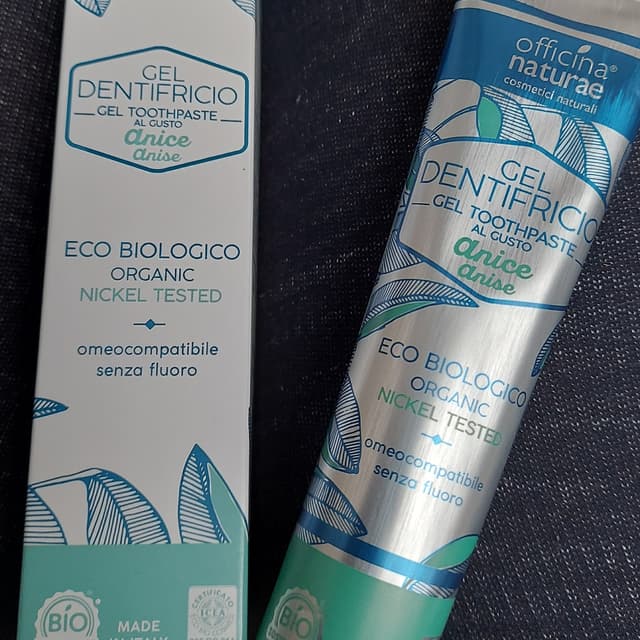 GEL
DENTIFRICIO
GEL TOOTHPASTE
AL GUSTO
anice
anise
ECO BIOLOGICO
ORGANIC
NICKEL TESTED
omeocompatibile
senza fluoro
BIO
MADE
CERTIFICATO
officina®
naturae
cosmetici naturali
GEL
DENTIFRICIO
GEL TOOTHPASTE
AL GUSTO
anice
anise
ECO BIOLOGICO
ORGANIC
NICKEL TESTED
omeocompatibile
senza fluoro
BIO